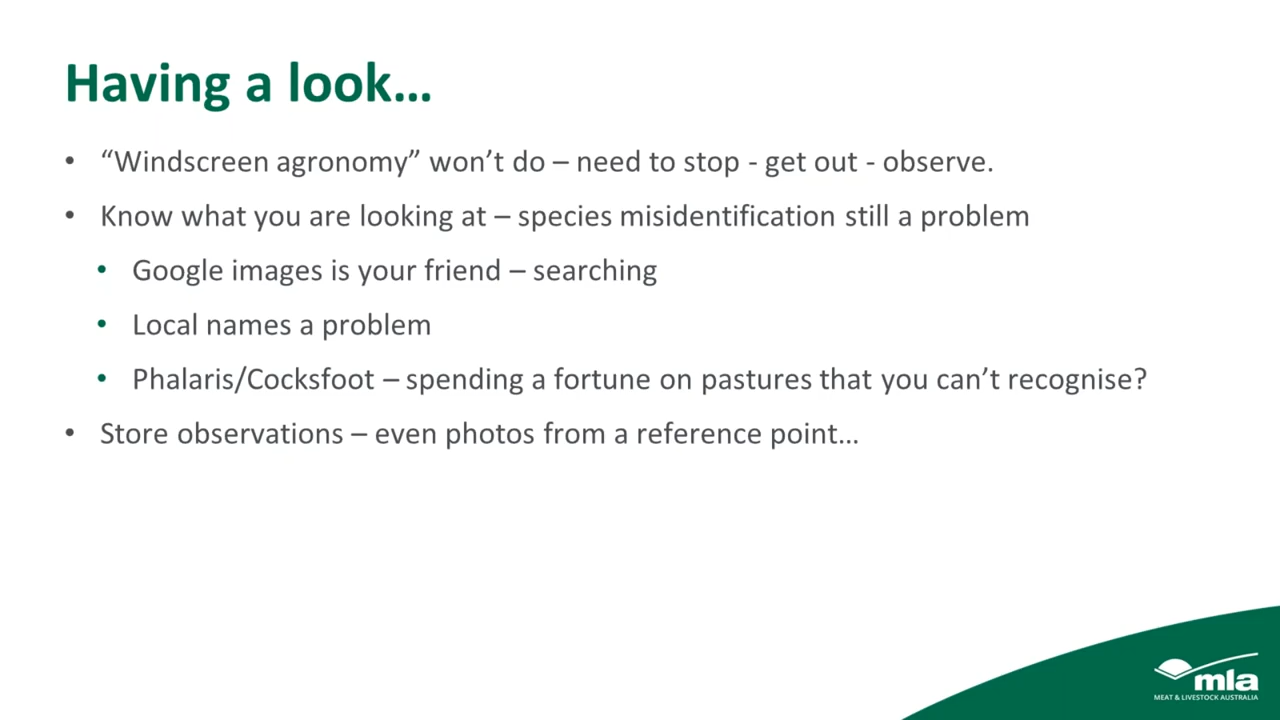 Having a look...
• “Windscreen agronomy” won’t do – need to stop - get out - observe.
• Know what you are looking at – species misidentification still a problem
• Google images is your friend – searching
• Local names a problem
• Phalaris/Cocksfoot – spending a fortune on pastures that you can’t recognise?
• Store observations – even photos from a reference point...
mla
MEAT & LIVESTOCK AUSTRALIA